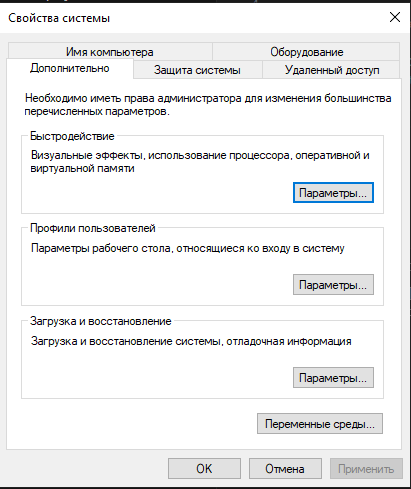 Свойства системы
Имя компьютера
Оборудование
Дополнительно
Защита системы
Удаленный доступ
Необходимо иметь права администратора для изменения большинства
перечисленных параметров.
Быстродействие
Визуальные эффекты, использование процессора, оперативной и
виртуальной памяти
Параметры...
Профили пользователей
Параметры рабочего стола, относящиеся ко входу в систему
Параметры...
Загрузка и восстановление
Загрузка и восстановление системы, отладочная информация
Параметры...
Переменные среды...
ОК
Отмена
Применить